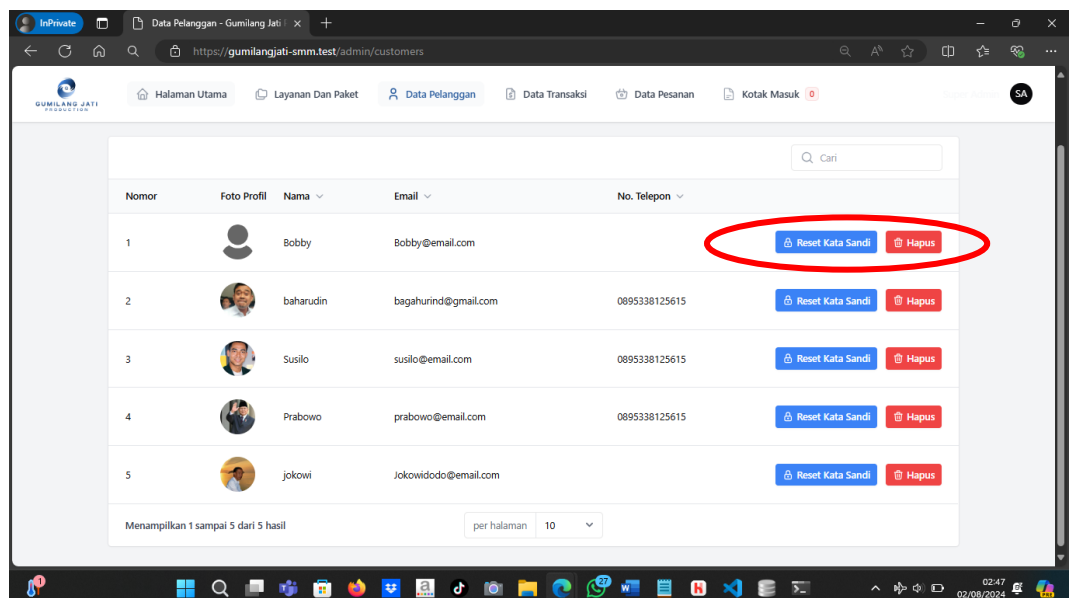 InPrivate
Data Pelanggan - Gumilang Jati
https://gumilangjati-smm.test/admin/customers
GUMILANG JATI
PRODUCTION
Halaman Utama
Layanan Dan Paket
Data Pelanggan
Data Transaksi
Data Pesanan
Kotak Masuk 0
SA
Cari
Nomor Foto Profil Nama Email No. Telepon
1 Bobby Bobby@email.com Reset Kata Sandi Hapus
2 baharudin bagahurind@gmail.com 0895338125615 Reset Kata Sandi Hapus
3 Susilo susilo@email.com 0895338125615 Reset Kata Sandi Hapus
4 Prabowo prabowo@email.com 0895338125615 Reset Kata Sandi Hapus
5 jokowi Jokowidodo@email.com Reset Kata Sandi Hapus
Menampilkan 1 sampai 5 dari 5 hasil per halaman 10
1
27
02:47
02/08/2024